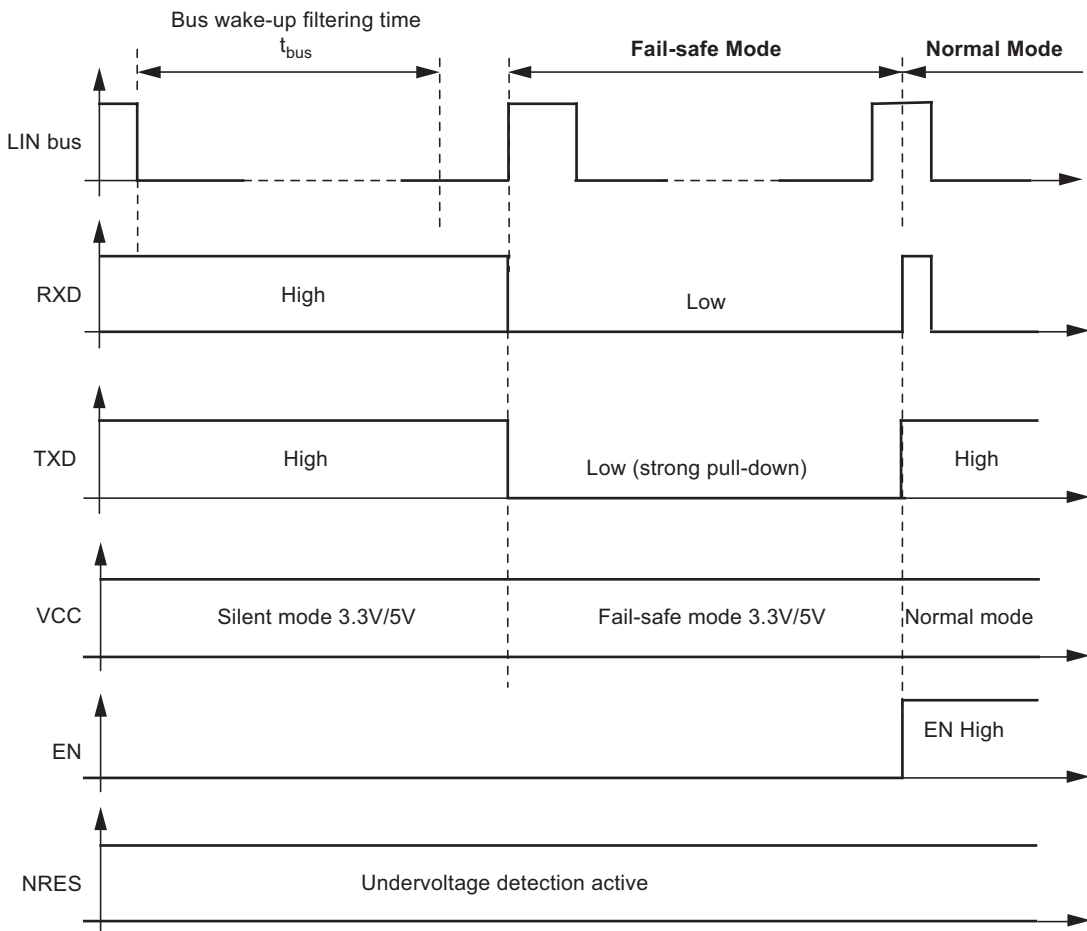 Bus wake-up filtering time
tbus
Fail-safe Mode
Normal Mode
LIN bus
RXD
High
Low
TXD
High
Low (strong pull-down)
High
VCC
Silent mode 3.3V/5V
Fail-safe mode 3.3V/5V
Normal mode
EN
EN High
NRES
Undervoltage detection active